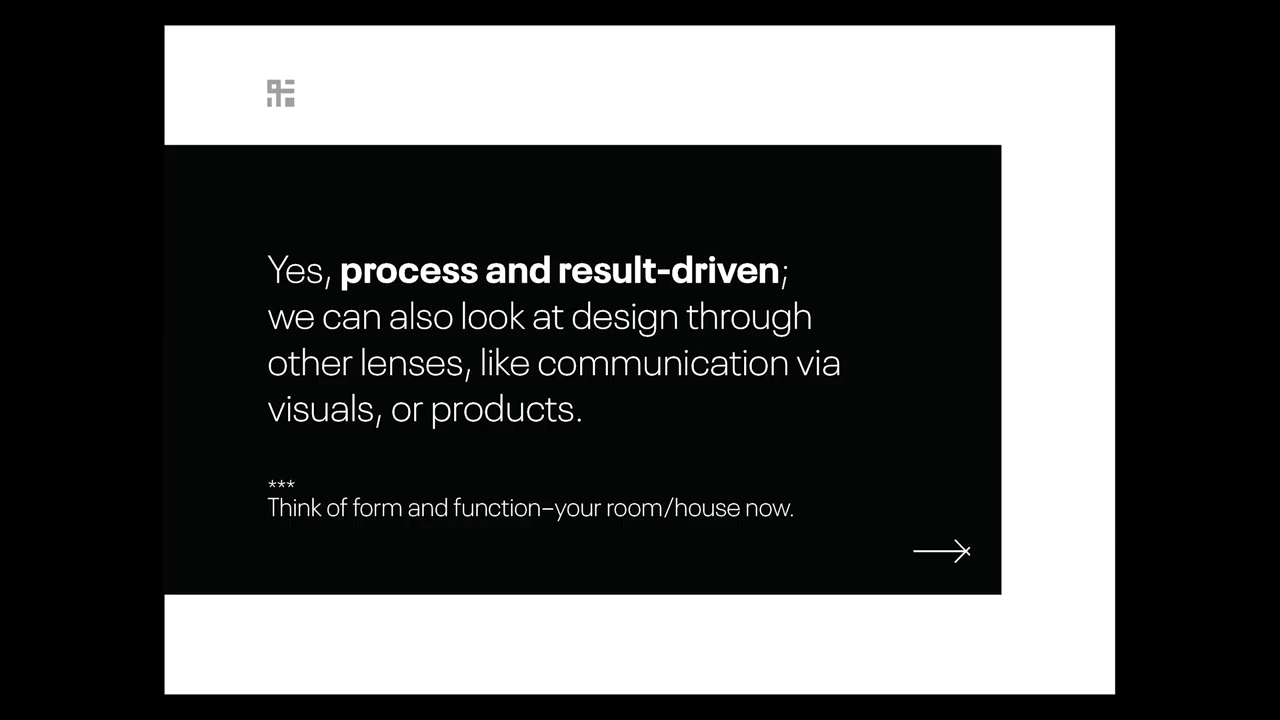 Yes, process and result-driven;
we can also look at design through
other lenses, like communication via
visuals, or products.
***
Think of form and function–your room/house now.